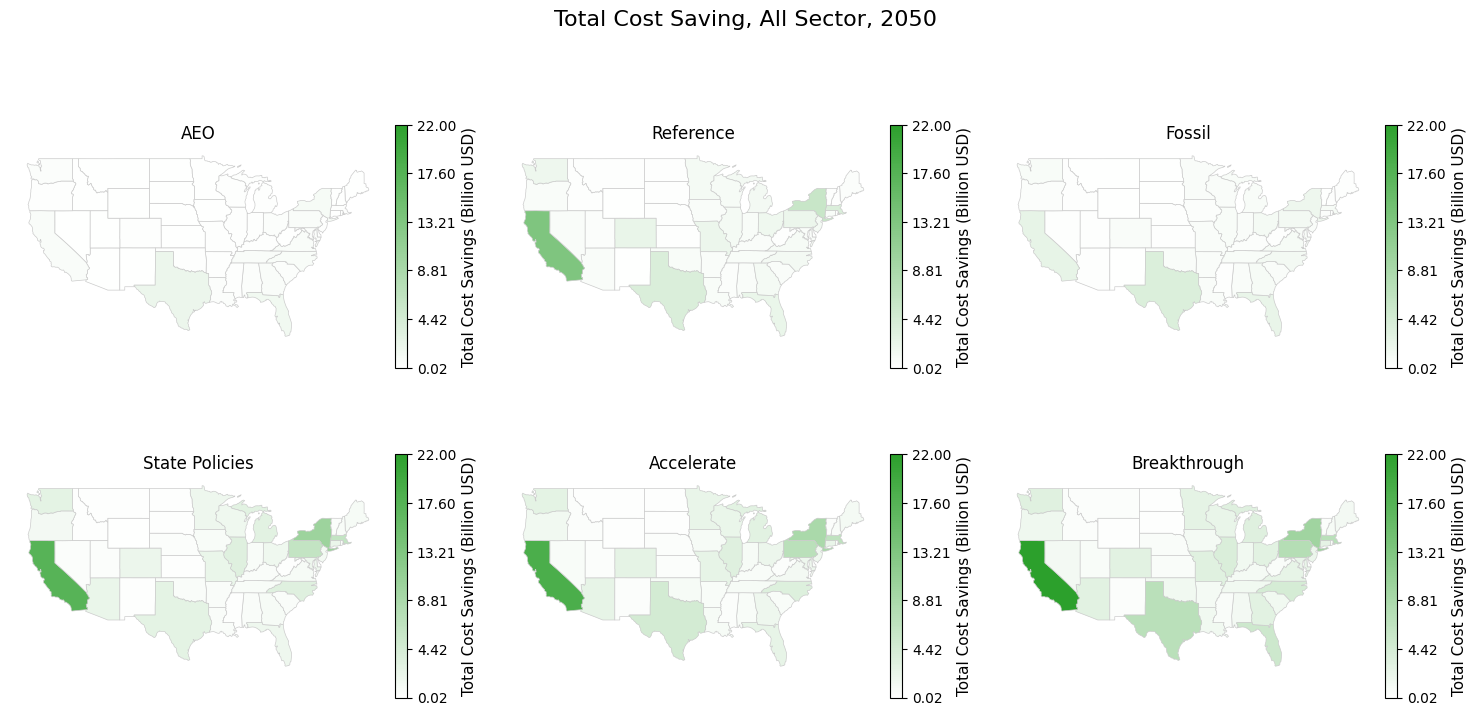 Total Cost Saving, All Sector, 2050
AEO
22.00
17.60
13.21
8.81
4.42
0.02
Total Cost Savings (Billion USD)
Reference
22.00
17.60
13.21
8.81
4.42
0.02
Total Cost Savings (Billion USD)
Fossil
22.00
17.60
13.21
8.81
4.42
0.02
Total Cost Savings (Billion USD)
State Policies
22.00
17.60
13.21
8.81
4.42
0.02
Total Cost Savings (Billion USD)
Accelerate
22.00
17.60
13.21
8.81
4.42
0.02
Total Cost Savings (Billion USD)
Breakthrough
22.00
17.60
13.21
8.81
4.42
0.02
Total Cost Savings (Billion USD)